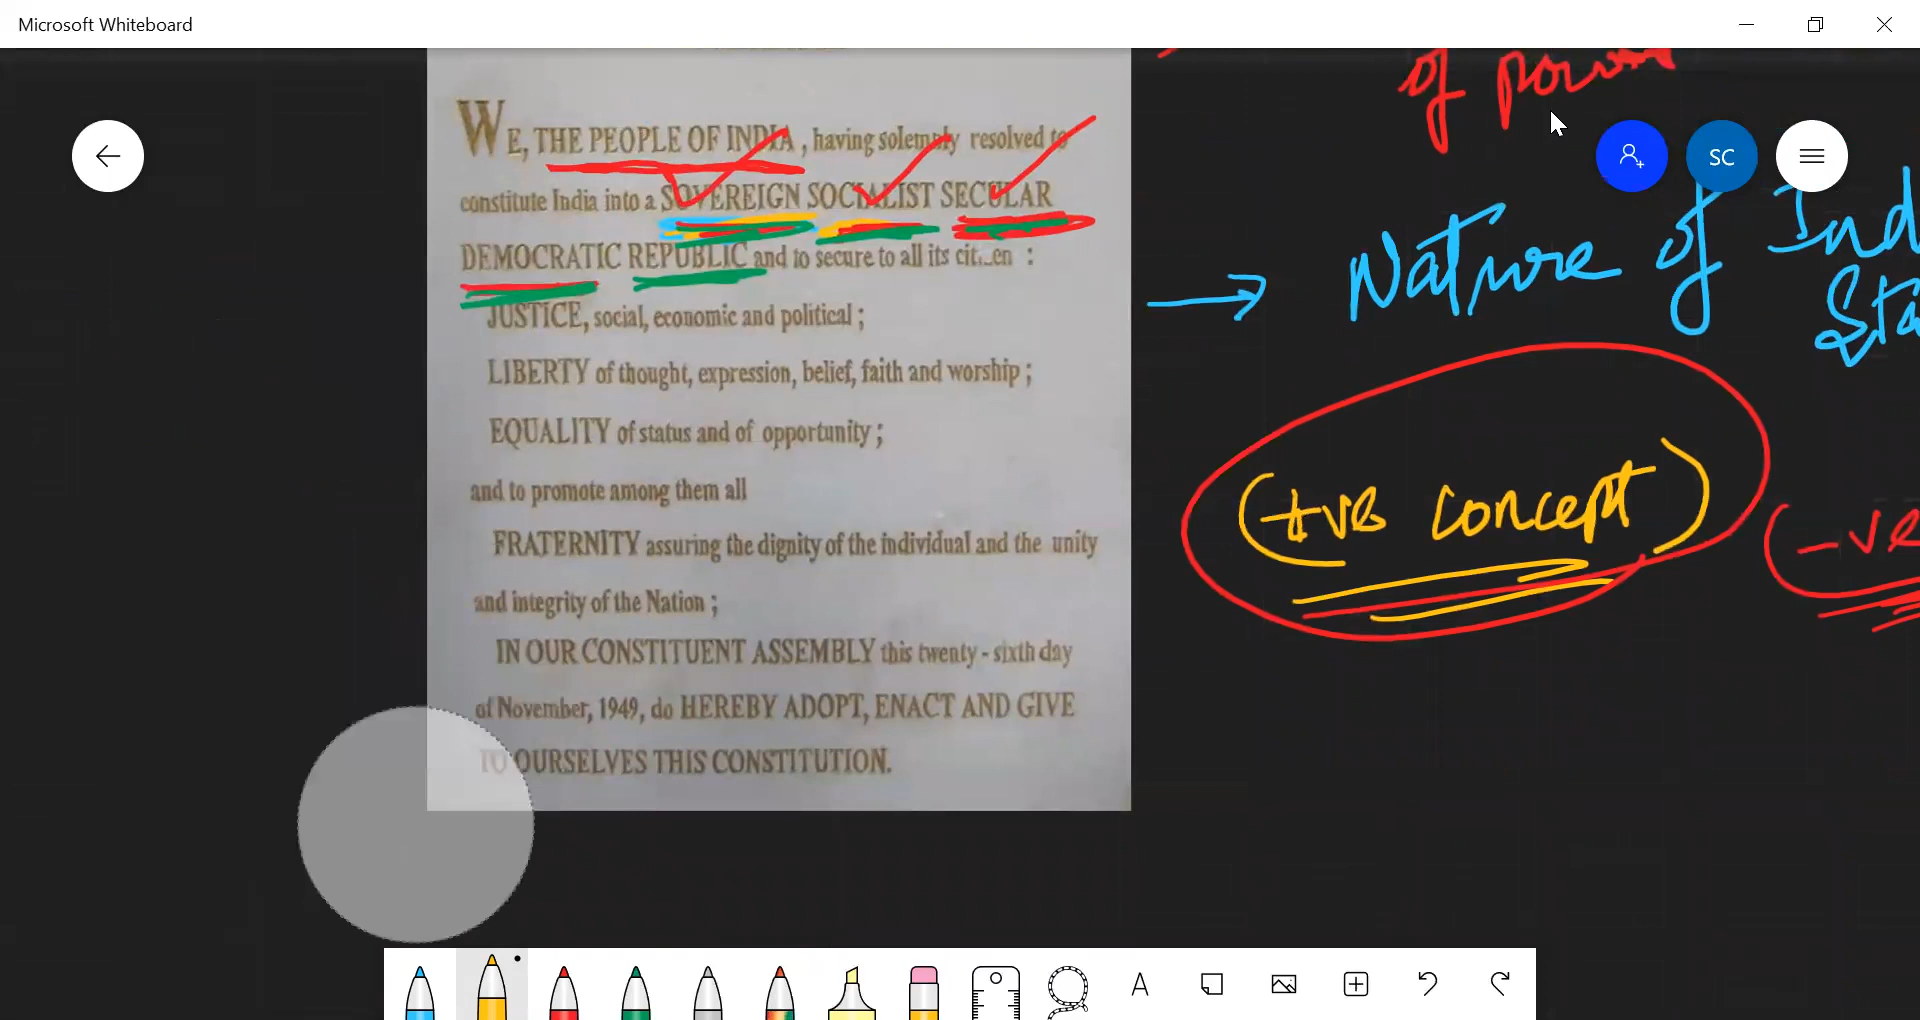 Microsoft Whiteboard
of power
SC
WE, THE PEOPLE OF INDIA, having solemnly resolved to
constitute India into a SOVEREIGN SOCIALIST SECULAR
DEMOCRATIC REPUBLIC and to secure to all its cit...en :
JUSTICE, social, economic and political ;
LIBERTY of thought, expression, belief, faith and worship ;
EQUALITY of status and of opportunity ;
and to promote among them all
FRATERNITY assuring the dignity of the individual and the unity
and integrity of the Nation ;
IN OUR CONSTITUENT ASSEMBLY this twenty - sixth day
of November, 1949, do HEREBY ADOPT, ENACT AND GIVE
TO OURSELVES THIS CONSTITUTION.
→ Nature of Ind
Sta
(+ve concept)
(-ve
A